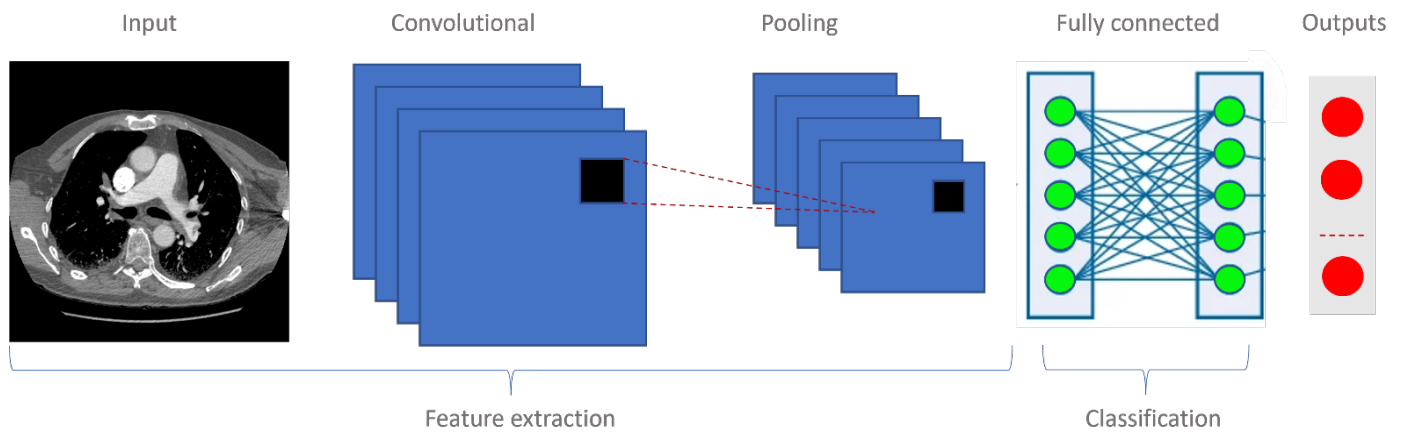 Input
Convolutional
Pooling
Fully connected
Outputs
Feature extraction
Classification